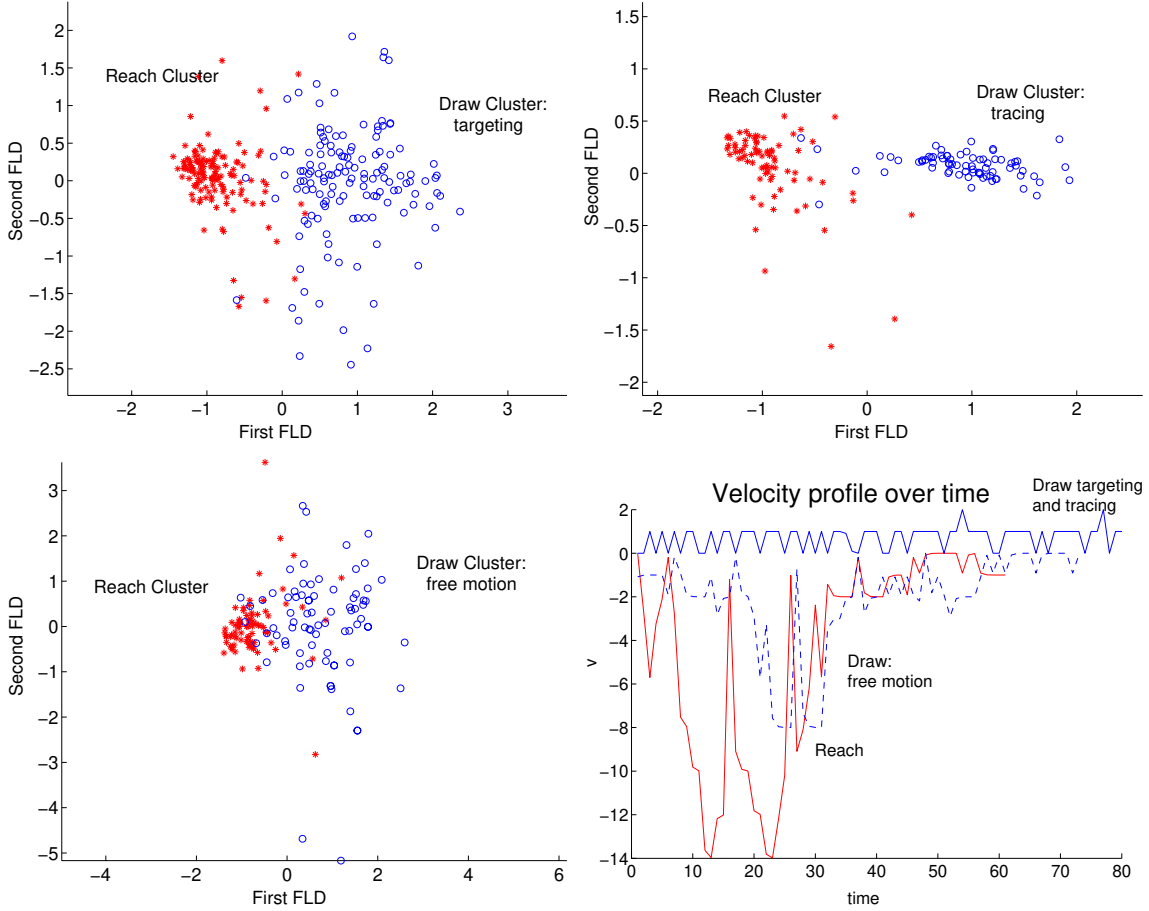 2
1.5
1
0.5
0
−0.5
−1
−1.5
−2
−2.5
Second FLD
Reach Cluster
Draw Cluster:
targeting
−2 −1 0 1 2 3
First FLD
1.5
1
0.5
0
−0.5
−1
−1.5
−2
Second FLD
Reach Cluster
Draw Cluster:
tracing
−2 −1 0 1 2
First FLD
3
2
1
0
−1
−2
−3
−4
−5
Second FLD
Reach Cluster
Draw Cluster:
free motion
−4 −2 0 2 4 6
First FLD
Velocity profile over time
Draw targeting
and tracing
2
0
−2
−4
−6
−8
−10
−12
−14
v
Draw:
free motion
Reach
0 10 20 30 40 50 60 70 80
time